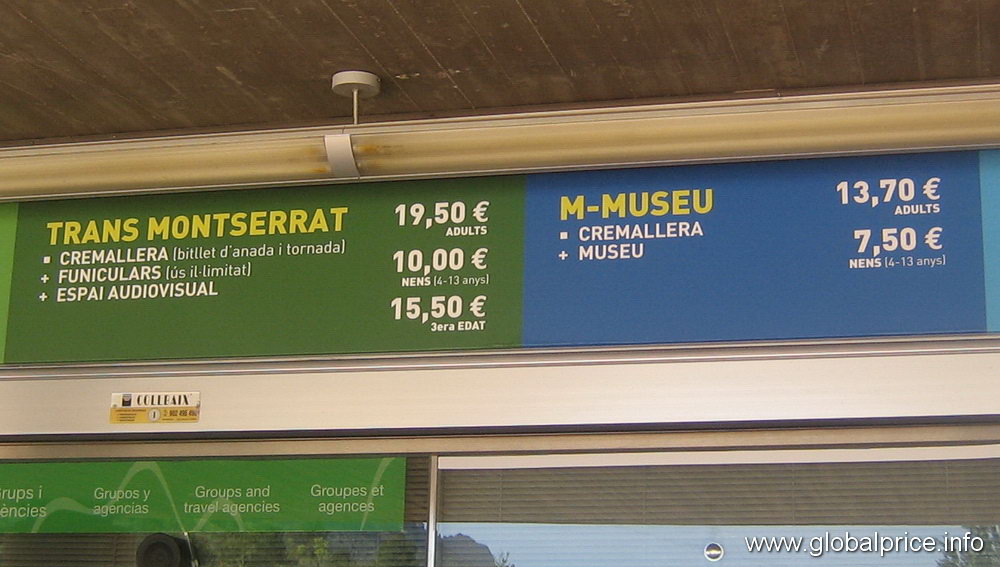 TRANS MONTSERRAT
▪ CREMALLERA (bitllet d'anada i tornada)
+ FUNICULARS (ús il·limitat)
+ ESPAI AUDIOVISUAL
19,50 €
ADULTS
10,00 €
NENS (4-13 anys)
15,50 €
3era EDAT
M-MUSEU
▪ CREMALLERA
+ MUSEU
13,70 €
ADULTS
7,50 €
NENS (4-13 anys)
COLLBAIX
Grups i
Grupos y
agencias
Groups and
travel agencies
Groupes et
agences
www.globalprice.info